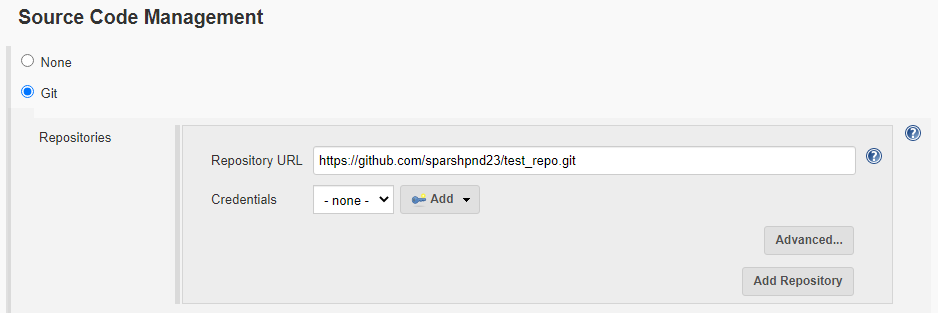 Source Code Management
None
Git
Repositories
Repository URL https://github.com/sparshpnd23/test_repo.git
Credentials - none - Add
Advanced...
Add Repository